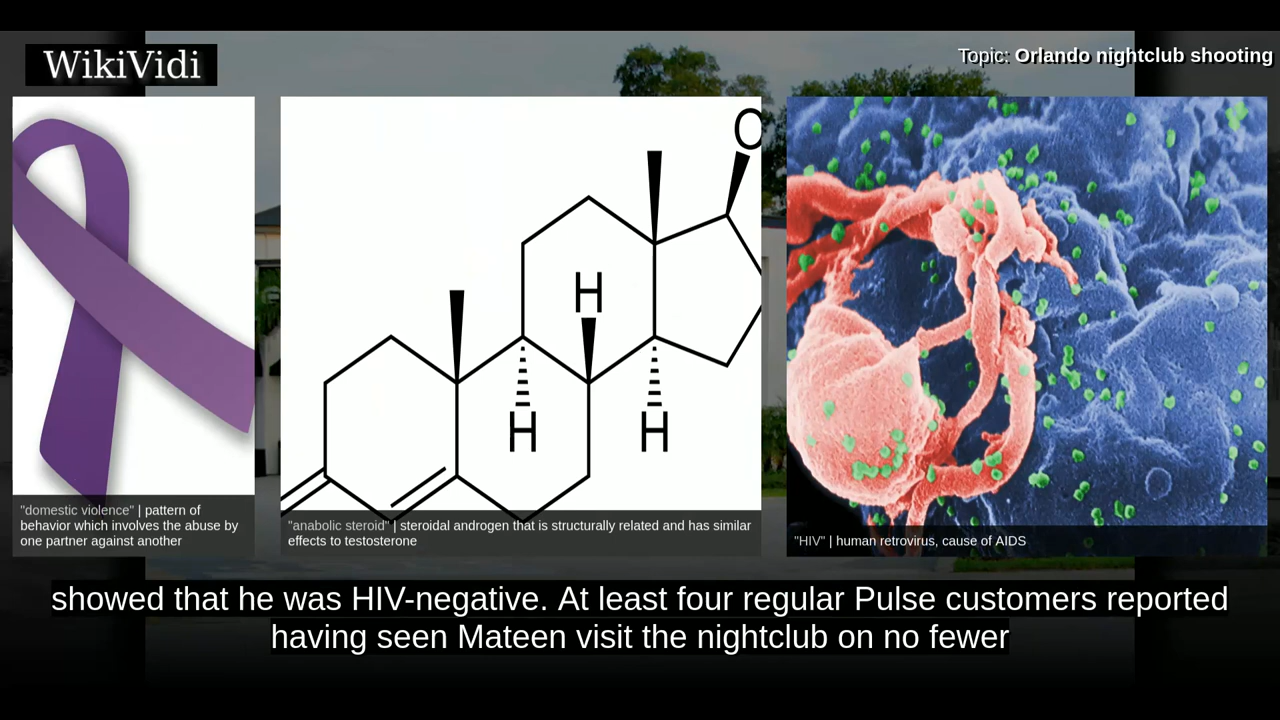 WikiVidi
Topic: Orlando nightclub shooting
O
H
H
H
"domestic violence" | pattern of
behavior which involves the abuse by
one partner against another
"anabolic steroid" | steroidal androgen that is structurally related and has similar
effects to testosterone
"HIV" | human retrovirus, cause of AIDS
showed that he was HIV-negative. At least four regular Pulse customers reported
having seen Mateen visit the nightclub on no fewer